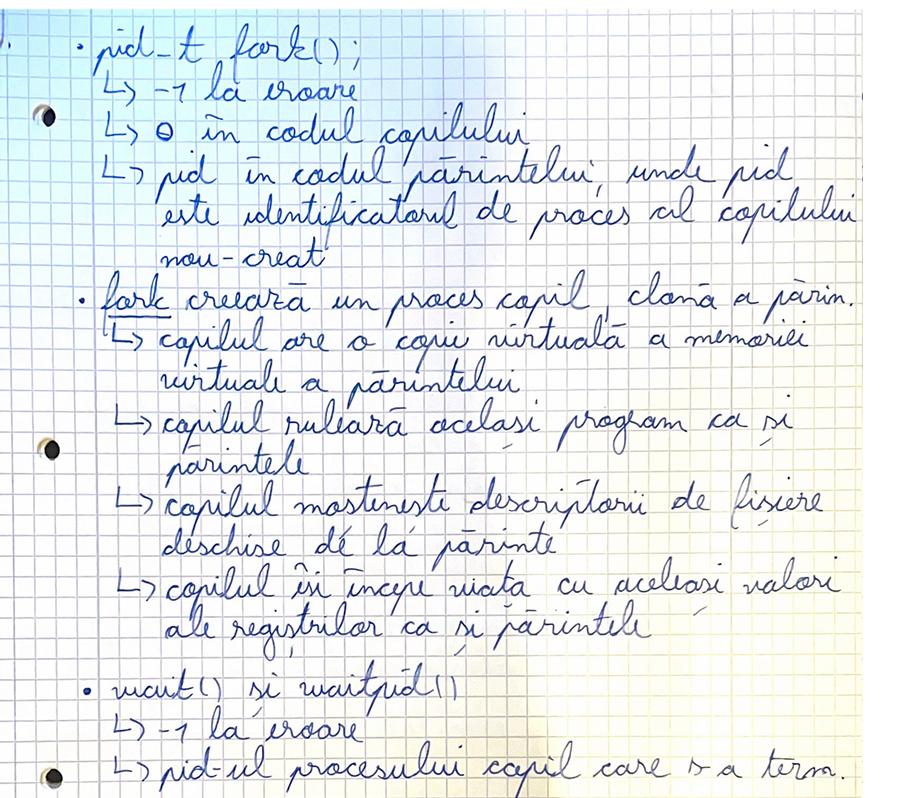 · pid_t fork();
↳ -1 la eroare
↳ 0 în codul copilului
↳ pid în codul părintelui, unde pid
este identificatorul de proces al copilului
nou-creat
· fork creează un proces copil, clonă a părin.
↳ copilul are o copie virtuală a memoriei
virtuale a părintelui
↳ copilul rulează același program ca și
părintele
↳ copilul moștenește descriptorii de fișiere
deschise de la părinte
↳ copilul își începe viața cu aceleași valori
ale regiștrilor ca și părintele
· wait() și waitpid()
↳ -1 la eroare
↳ pid-ul procesului copil care s-a term.